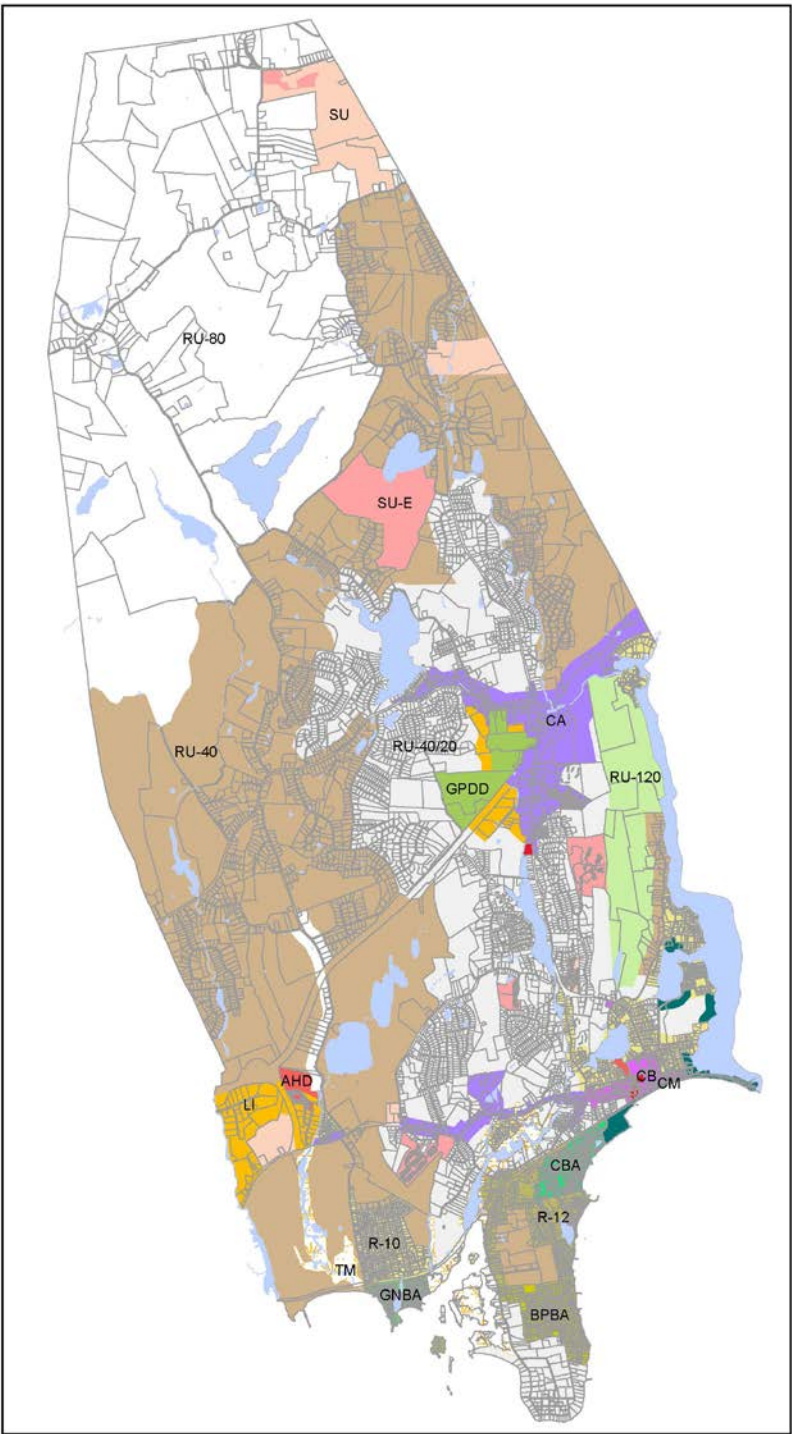 SU
RU-80
SU-E
CA
RU-40
RU-40/20
RU-120
GPDD
AHD
CB
CM
LI
CBA
R-12
R-10
TM
GNBA
BPBA